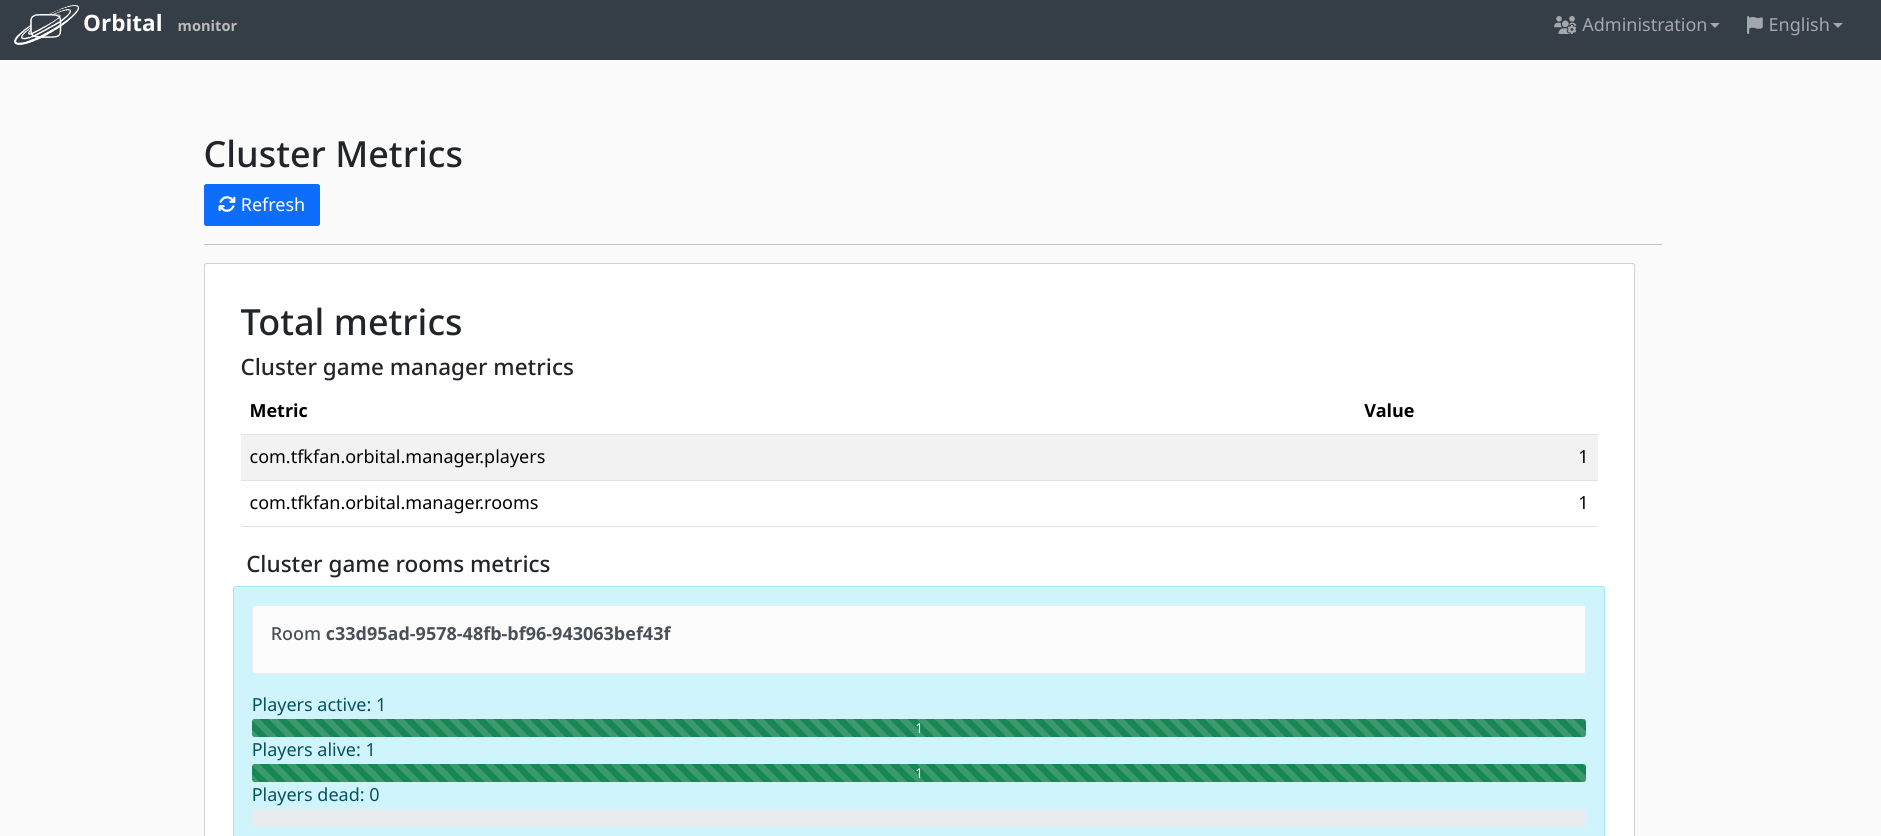 Orbital monitor Administration English
Cluster Metrics
Refresh
Total metrics
Cluster game manager metrics
Metric Value
com.tfkfan.orbital.manager.players 1
com.tfkfan.orbital.manager.rooms 1
Cluster game rooms metrics
Room c33d95ad-9578-48fb-bf96-943063bef43f
Players active: 1
1
Players alive: 1
1
Players dead: 0